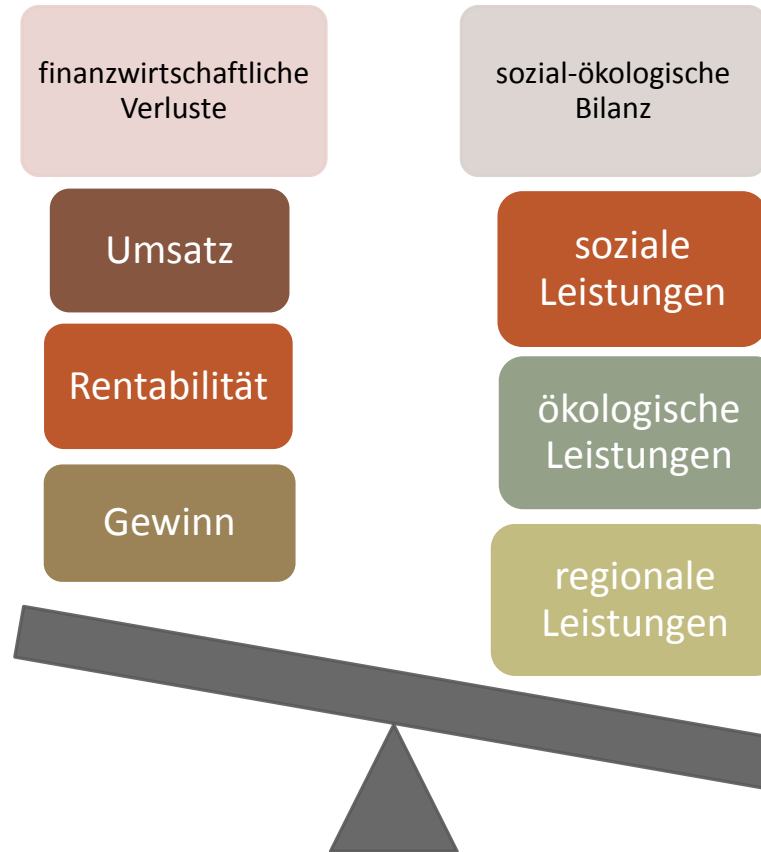 finanzwirtschaftliche
Verluste
Umsatz
Rentabilität
Gewinn
sozial-ökologische
Bilanz
soziale
Leistungen
ökologische
Leistungen
regionale
Leistungen